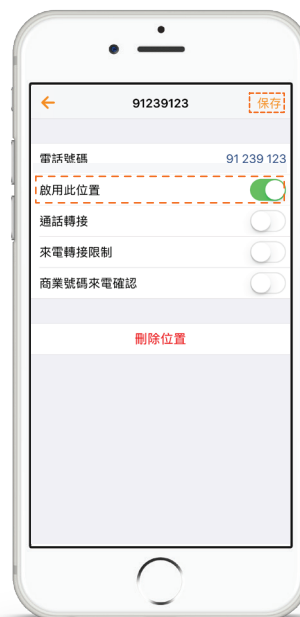 91239123 保存
電話號碼 91 239 123
啟用此位置
通話轉接
來電轉接限制
商業號碼來電確認
刪除位置